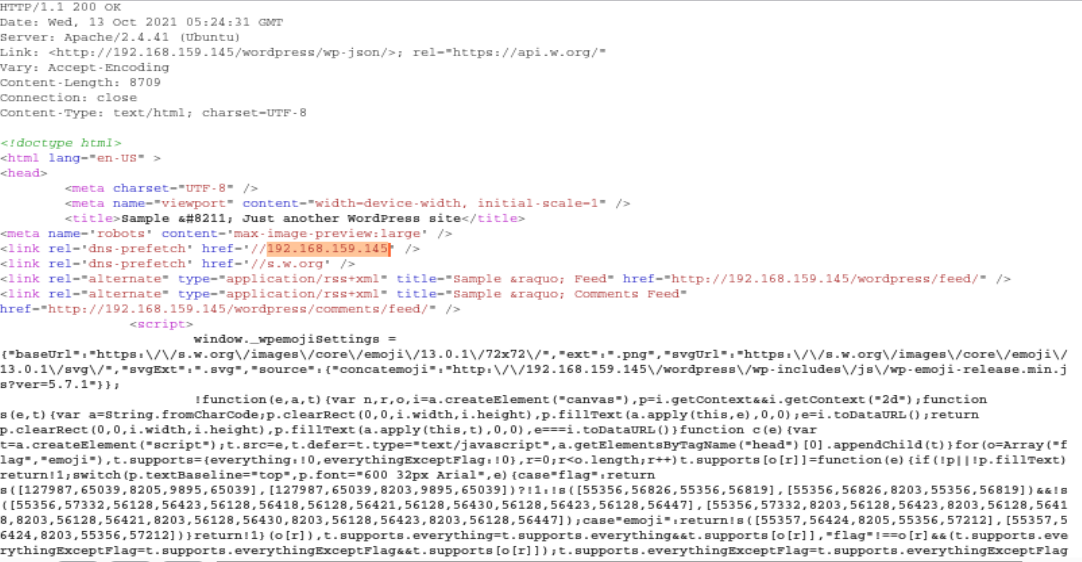 HTTP/1.1 200 OK
Date: Wed, 13 Oct 2021 05:24:31 GMT
Server: Apache/2.4.41 (Ubuntu)
Link: <http://192.168.159.145/wordpress/wp-json/>; rel="https://api.w.org/"
Vary: Accept-Encoding
Content-Length: 8709
Connection: close
Content-Type: text/html; charset=UTF-8
<!doctype html>
<html lang="en-US" >
<head>
<meta charset="UTF-8" />
<meta name="viewport" content="width=device-width, initial-scale=1" />
<title>Sample &#8211; Just another WordPress site</title>
<meta name='robots' content='max-image-preview:large' />
<link rel='dns-prefetch' href='//192.168.159.145' />
<link rel='dns-prefetch' href='//s.w.org' />
<link rel="alternate" type="application/rss+xml" title="Sample &raquo; Feed" href="http://192.168.159.145/wordpress/feed/" />
<link rel="alternate" type="application/rss+xml" title="Sample &raquo; Comments Feed"
href="http://192.168.159.145/wordpress/comments/feed/" />
<script>
window._wpemojiSettings =
{"baseUrl":"https:\/\/s.w.org\/images\/core\/emoji\/13.0.1\/72x72\/","ext":".png","svgUrl":"https:\/\/s.w.org\/images\/core\/emoji\/
13.0.1\/svg\/","svgExt":".svg","source":{"concatemoji":"http:\/\/192.168.159.145\/wordpress\/wp-includes\/js\/wp-emoji-release.min.j
s?ver=5.7.1"}};
!function(e,a,t){var n,r,o,i=a.createElement("canvas"),p=i.getContext&&i.getContext("2d");function
s(e,t){var a=String.fromCharCode;p.clearRect(0,0,i.width,i.height),p.fillText(a.apply(this,e),0,0);e=i.toDataURL();return
p.clearRect(0,0,i.width,i.height),p.fillText(a.apply(this,t),0,0),e===i.toDataURL()}function c(e){var
t=a.createElement("script");t.src=e,t.defer=t.type="text/javascript",a.getElementsByTagName("head")[0].appendChild(t)}for(o=Array("f
lag","emoji"),t.supports={everything:!0,everythingExceptFlag:!0},r=0;r<o.length;r++)t.supports[o[r]]=function(e){if(!p||!p.fillText)
return!1;switch(p.textBaseline="top",p.font="600 32px Arial",e){case"flag":return
s([127987,65039,8205,9895,65039],[127987,65039,8203,9895,65039])?!1:!s([55356,56826,55356,56819],[55356,56826,8203,55356,56819])&&!s
([55356,57332,56128,56423,56128,56418,56128,56421,56128,56430,56128,56423,56128,56447],[55356,57332,8203,56128,56423,8203,56128,5641
8,8203,56128,56421,8203,56128,56430,8203,56128,56423,8203,56128,56447]);case"emoji":return!s([55357,56424,8205,55356,57212],[55357,5
6424,8203,55356,57212])}return!1}(o[r]),t.supports.everything=t.supports.everything&&t.supports[o[r]],"flag"!==o[r]&&(t.supports.eve
rythingExceptFlag=t.supports.everythingExceptFlag&&t.supports[o[r]]);t.supports.everythingExceptFlag=t.supports.everythingExceptFlag